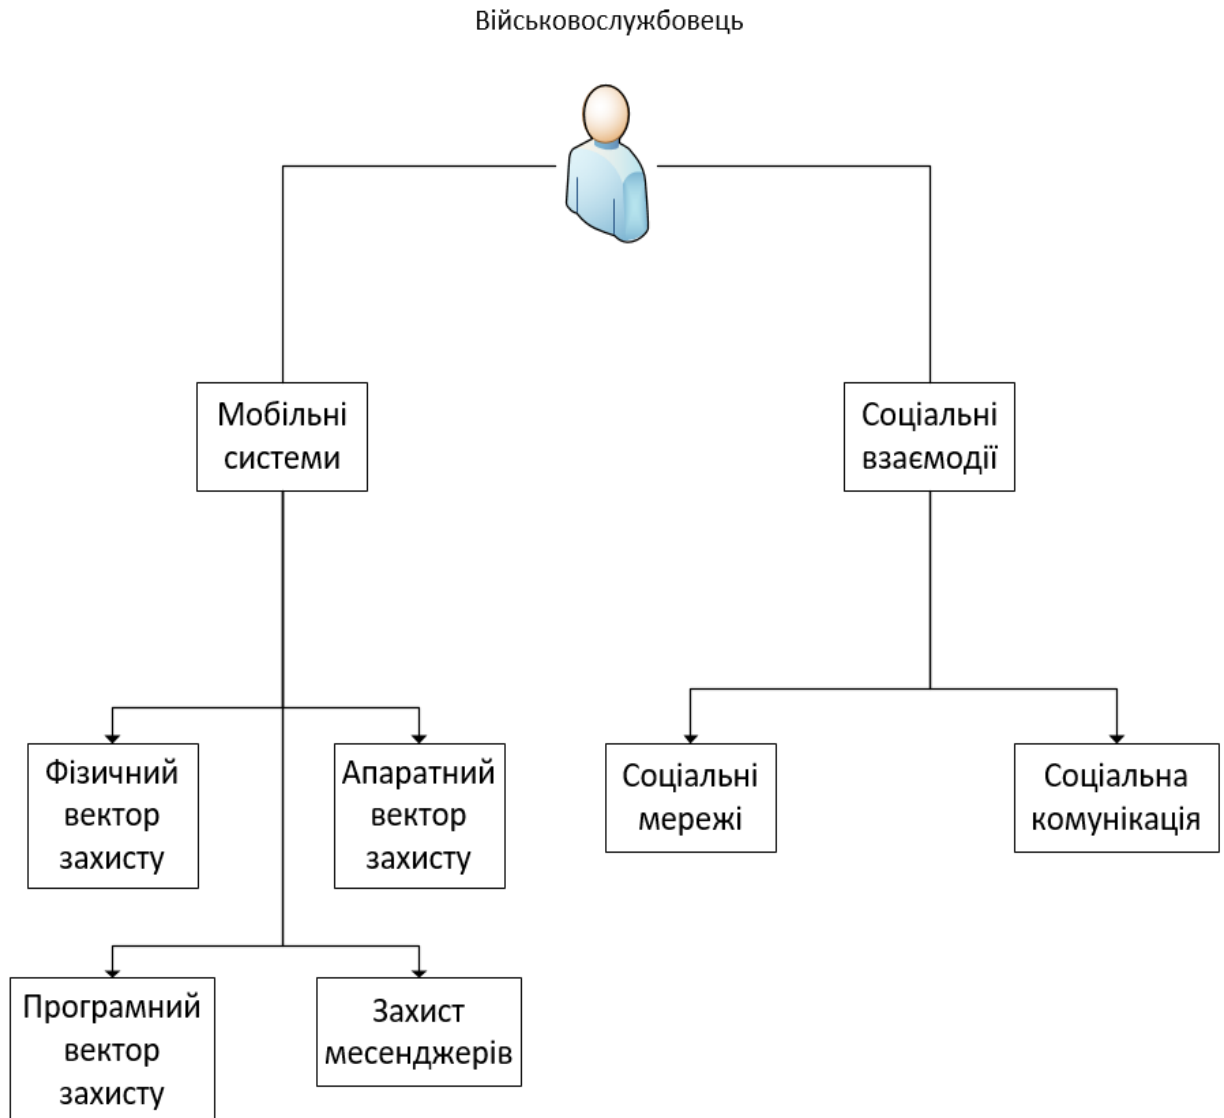 Військовослужбовець
Мобільні
системи
Соціальні
взаємодії
Фізичний
вектор
захисту
Апаратний
вектор
захисту
Соціальні
мережі
Соціальна
комунікація
Програмний
вектор
захисту
Захист
месенджерів